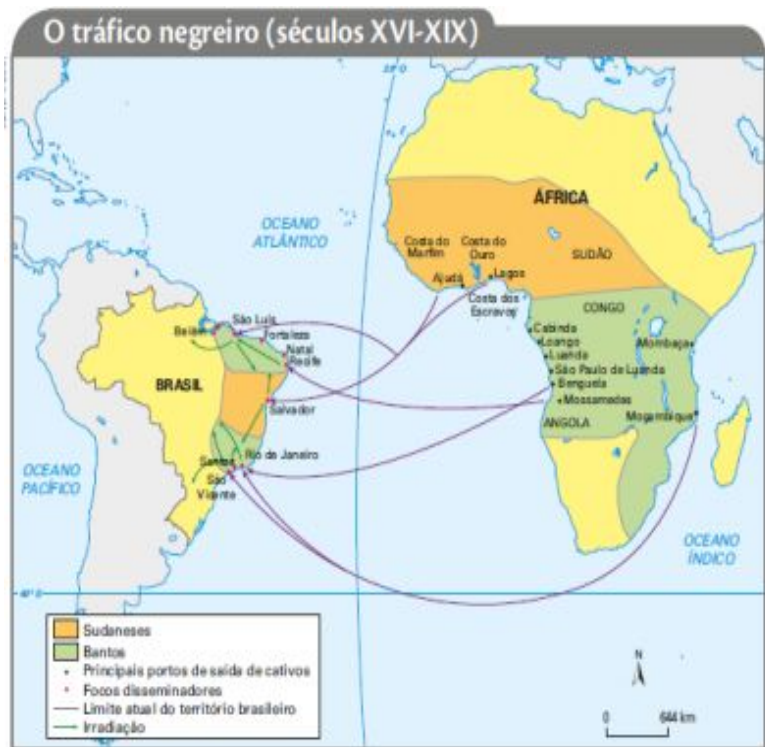 O tráfico negreiro (séculos XVI-XIX)
OCEANO
ATLÂNTICO
ÁFRICA
Costa do
Marfim
Costa do
Ouro
SUDÃO
Ajudá
Lagos
Costa dos
Escravos
CONGO
Cabinda
Loango
Luanda
São Paulo de Luanda
Benguela
Mossamedes
ANGOLA
Mombaça
Moçambique
São Luís
Belém
Fortaleza
Natal
Recife
BRASIL
Salvador
Rio de Janeiro
Santos
São
Vicente
OCEANO
PACÍFICO
OCEANO
ÍNDICO
Sudaneses
Bantos
Principais portos de saída de cativos
Focos disseminadores
Limite atual do território brasileiro
Irradiação
N
0 644 km